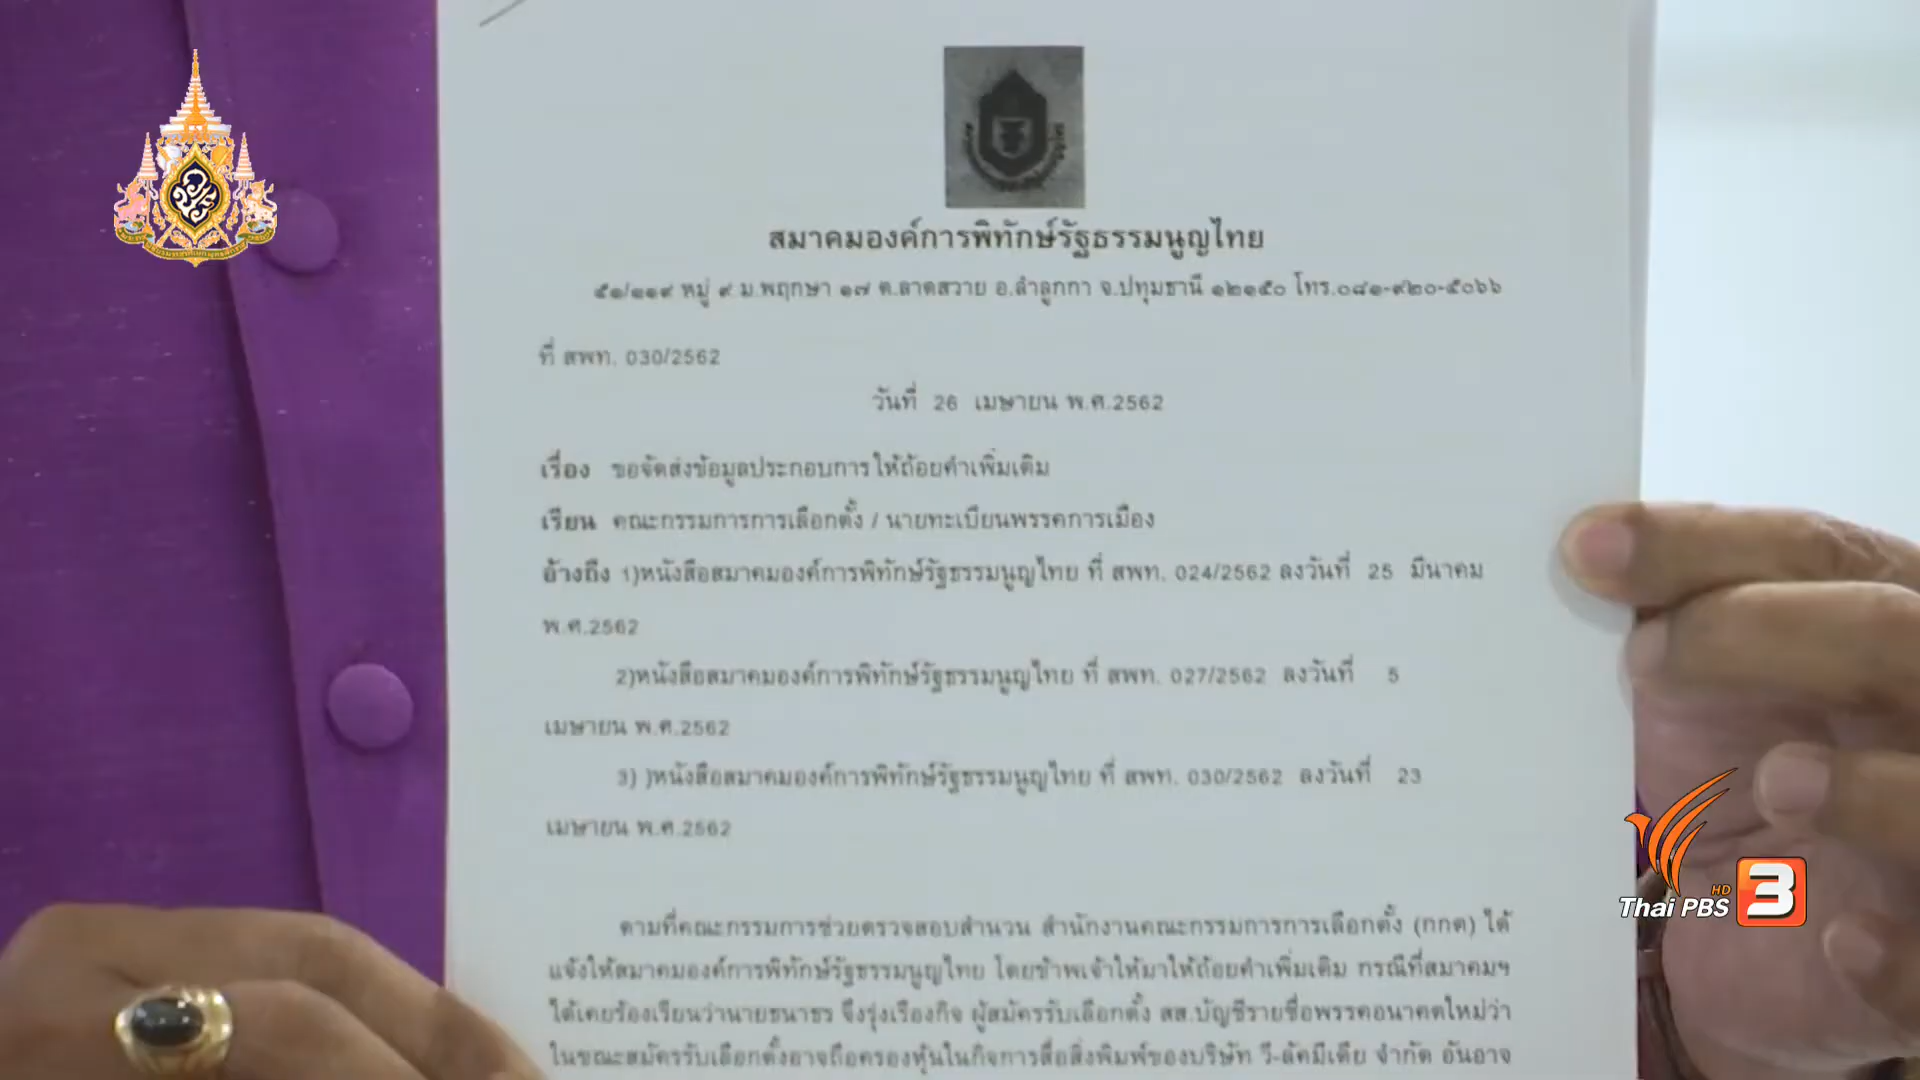 สมาคมองค์การพิทักษ์รัฐธรรมนูญไทย
๕๑/๑๑๙ หมู่ ๙ ม.พฤกษา ๑๗ ต.ลาดสวาย อ.ลำลูกกา จ.ปทุมธานี ๑๒๑๕๐ โทร.๐๘๑-๙๒๐-๕๐๖๖
ที่ สพท. 030/2562
วันที่ 26 เมษายน พ.ศ.2562
เรื่อง ขอจัดส่งข้อมูลประกอบการให้ถ้อยคำเพิ่มเติม
เรียน คณะกรรมการการเลือกตั้ง / นายทะเบียนพรรคการเมือง
อ้างถึง 1)หนังสือสมาคมองค์การพิทักษ์รัฐธรรมนูญไทย ที่ สพท. 024/2562 ลงวันที่ 25 มีนาคม
พ.ศ.2562
2)หนังสือสมาคมองค์การพิทักษ์รัฐธรรมนูญไทย ที่ สพท. 027/2562 ลงวันที่ 5
เมษายน พ.ศ.2562
3) )หนังสือสมาคมองค์การพิทักษ์รัฐธรรมนูญไทย ที่ สพท. 030/2562 ลงวันที่ 23
เมษายน พ.ศ.2562
ตามที่คณะกรรมการช่วยตรวจสอบสำนวน สำนักงานคณะกรรมการการเลือกตั้ง (กกต) ได้
แจ้งให้สมาคมองค์การพิทักษ์รัฐธรรมนูญไทย โดยข้าพเจ้าให้มาให้ถ้อยคำเพิ่มเติม กรณีที่สมาคมฯ
ได้เคยร้องเรียนว่านายธนาธร จึงรุ่งเรืองกิจ ผู้สมัครรับเลือกตั้ง สส.บัญชีรายชื่อพรรคอนาคตใหม่ว่า
ในขณะสมัครรับเลือกตั้งอาจถือครองหุ้นในกิจการสื่อสิ่งพิมพ์ของบริษัท วี-ลัคมีเดีย จำกัด อันอาจ
HD
Thai PBS 3